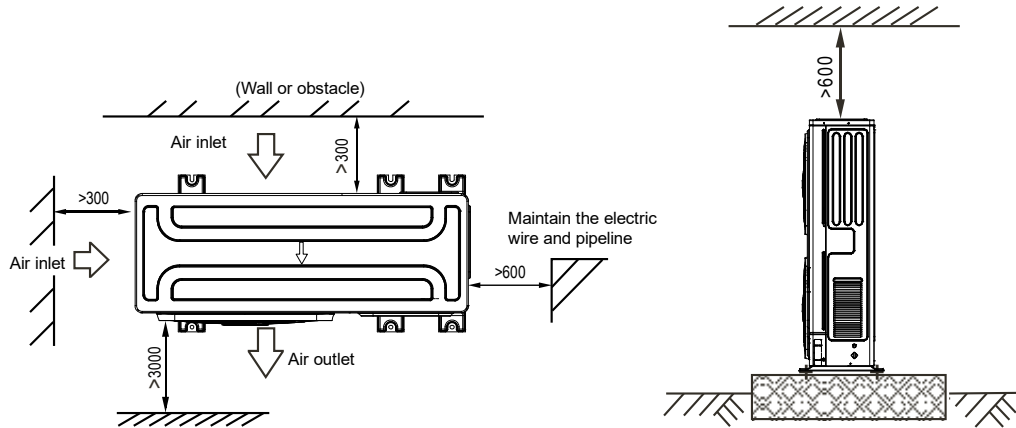 (Wall or obstacle)
Air inlet
>300
>600
>300
Maintain the electric
wire and pipeline
Air inlet
>600
>3000
Air outlet